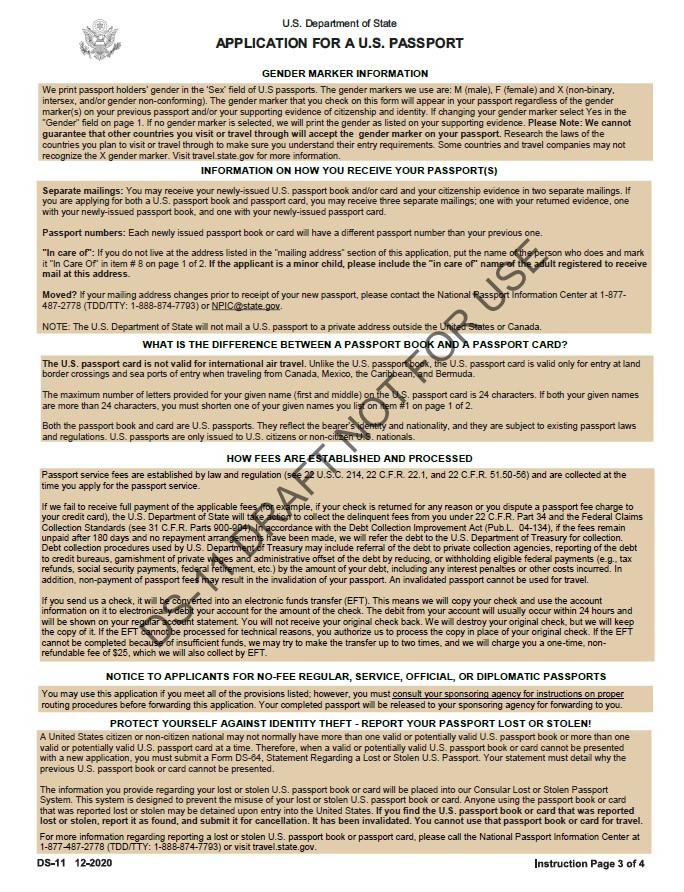 U.S. Department of State
APPLICATION FOR A U.S. PASSPORT
GENDER MARKER INFORMATION
We print passport holders' gender in the 'Sex' field of U.S passports. The gender markers we use are: M (male), F (female) and X (non-binary,
intersex, and/or gender non-conforming). The gender marker that you check on this form will appear in your passport regardless of the gender
marker(s) on your previous passport and/or your supporting evidence of citizenship and identity. If changing your gender marker select Yes in the
"Gender" field on page 1. If no gender marker is selected, we will print the gender as listed on your supporting evidence. Please Note: We cannot
guarantee that other countries you visit or travel through will accept the gender marker on your passport. Research the laws of the
countries you plan to visit or travel through to make sure you understand their entry requirements. Some countries and travel companies may not
recognize the X gender marker. Visit travel.state.gov for more information.
INFORMATION ON HOW YOU RECEIVE YOUR PASSPORT(S)
Separate mailings: You may receive your newly-issued U.S. passport book and/or card and your citizenship evidence in two separate mailings. If
you are applying for both a U.S. passport book and passport card, you may receive three separate mailings; one with your returned evidence, one
with your newly-issued passport book, and one with your newly-issued passport card.
Passport numbers: Each newly issued passport book or card will have a different passport number than your previous one.
"In care of": If you do not live at the address listed in the "mailing address" section of this application, put the name of the person who does and mark
it "In Care Of" in item # 8 on page 1 of 2. If the applicant is a minor child, please include the "in care of" name of the adult registered to receive
mail at this address.
Moved? If your mailing address changes prior to receipt of your new passport, please contact the National Passport Information Center at 1-877-
487-2778 (TDD/TTY: 1-888-874-7793) or NPIC@state.gov.
NOTE: The U.S. Department of State will not mail a U.S. passport to a private address outside the United States or Canada.
WHAT IS THE DIFFERENCE BETWEEN A PASSPORT BOOK AND A PASSPORT CARD?
The U.S. passport card is not valid for international air travel. Unlike the U.S. passport book, the U.S. passport card is valid only for entry at land
border crossings and sea ports of entry when traveling from Canada, Mexico, the Caribbean, and Bermuda.
The maximum number of letters provided for your given name (first and middle) on the U.S. passport card is 24 characters. If both your given names
are more than 24 characters, you must shorten one of your given names you list on item #1 on page 1 of 2.
Both the passport book and card are U.S. passports. They reflect the bearer's identity and nationality, and they are subject to existing passport laws
and regulations. U.S. passports are only issued to U.S. citizens or non-citizen U.S. nationals.
HOW FEES ARE ESTABLISHED AND PROCESSED
Passport service fees are established by law and regulation (see 22 U.S.C. 214, 22 C.F.R. 22.1, and 22 C.F.R. 51.50-56) and are collected at the
time you apply for the passport service.
If we fail to receive full payment of the applicable fees (for example, if your check is returned for any reason or you dispute a passport fee charge to
your credit card), the U.S. Department of State will take action to collect the delinquent fees from you under 22 C.F.R. Part 34 and the Federal Claims
Collection Standards (see 31 C.F.R. Parts 900-904). In accordance with the Debt Collection Improvement Act (Pub.L. 04-134), if the fees remain
unpaid after 180 days and no repayment arrangements have been made, we will refer the debt to the U.S. Department of Treasury for collection.
Debt collection procedures used by U.S. Department of Treasury may include referral of the debt to private collection agencies, reporting of the debt
to credit bureaus, garnishment of private wages and administrative offset of the debt by reducing, or withholding eligible federal payments (e.g., tax
refunds, social security payments, federal retirement, etc.) by the amount of your debt, including any interest penalties or other costs incurred. In
addition, non-payment of passport fees may result in the invalidation of your passport. An invalidated passport cannot be used for travel.
If you send us a check, it will be converted into an electronic funds transfer (EFT). This means we will copy your check and use the account
information on it to electronically debit your account for the amount of the check. The debit from your account will usually occur within 24 hours and
will be shown on your regular account statement. You will not receive your original check back. We will destroy your original check, but we will keep
the copy of it. If the EFT cannot be processed for technical reasons, you authorize us to process the copy in place of your original check. If the EFT
cannot be completed because of insufficient funds, we may try to make the transfer up to two times, and we will charge you a one-time, non-
refundable fee of $25, which we will also collect by EFT.
NOTICE TO APPLICANTS FOR NO-FEE REGULAR, SERVICE, OFFICIAL, OR DIPLOMATIC PASSPORTS
You may use this application if you meet all of the provisions listed; however, you must consult your sponsoring agency for instructions on proper
routing procedures before forwarding this application. Your completed passport will be released to your sponsoring agency for forwarding to you.
PROTECT YOURSELF AGAINST IDENTITY THEFT - REPORT YOUR PASSPORT LOST OR STOLEN!
A United States citizen or non-citizen national may not normally have more than one valid or potentially valid U.S. passport book or more than one
valid or potentially valid U.S. passport card at a time. Therefore, when a valid or potentially valid U.S. passport book or card cannot be presented
with a new application, you must submit a Form DS-64, Statement Regarding a Lost or Stolen U.S. Passport. Your statement must detail why the
previous U.S. passport book or card cannot be presented.
The information you provide regarding your lost or stolen U.S. passport book or card will be placed into our Consular Lost or Stolen Passport
System. This system is designed to prevent the misuse of your lost or stolen U.S. passport book or card. Anyone using the passport book or card
that was reported lost or stolen may be detained upon entry into the United States. If you find the U.S. passport book or card that was reported
lost or stolen, report it as found, and submit it for cancellation. It has been invalidated. You cannot use that passport book or card for travel.
For more information regarding reporting a lost or stolen U.S. passport book or passport card, please call the National Passport Information Center at
1-877-487-2778 (TDD/TTY: 1-888-874-7793) or visit travel.state.gov.
DS-11 12-2020
Instruction Page 3 of 4
DS-11 DRAFT NOT FOR USE